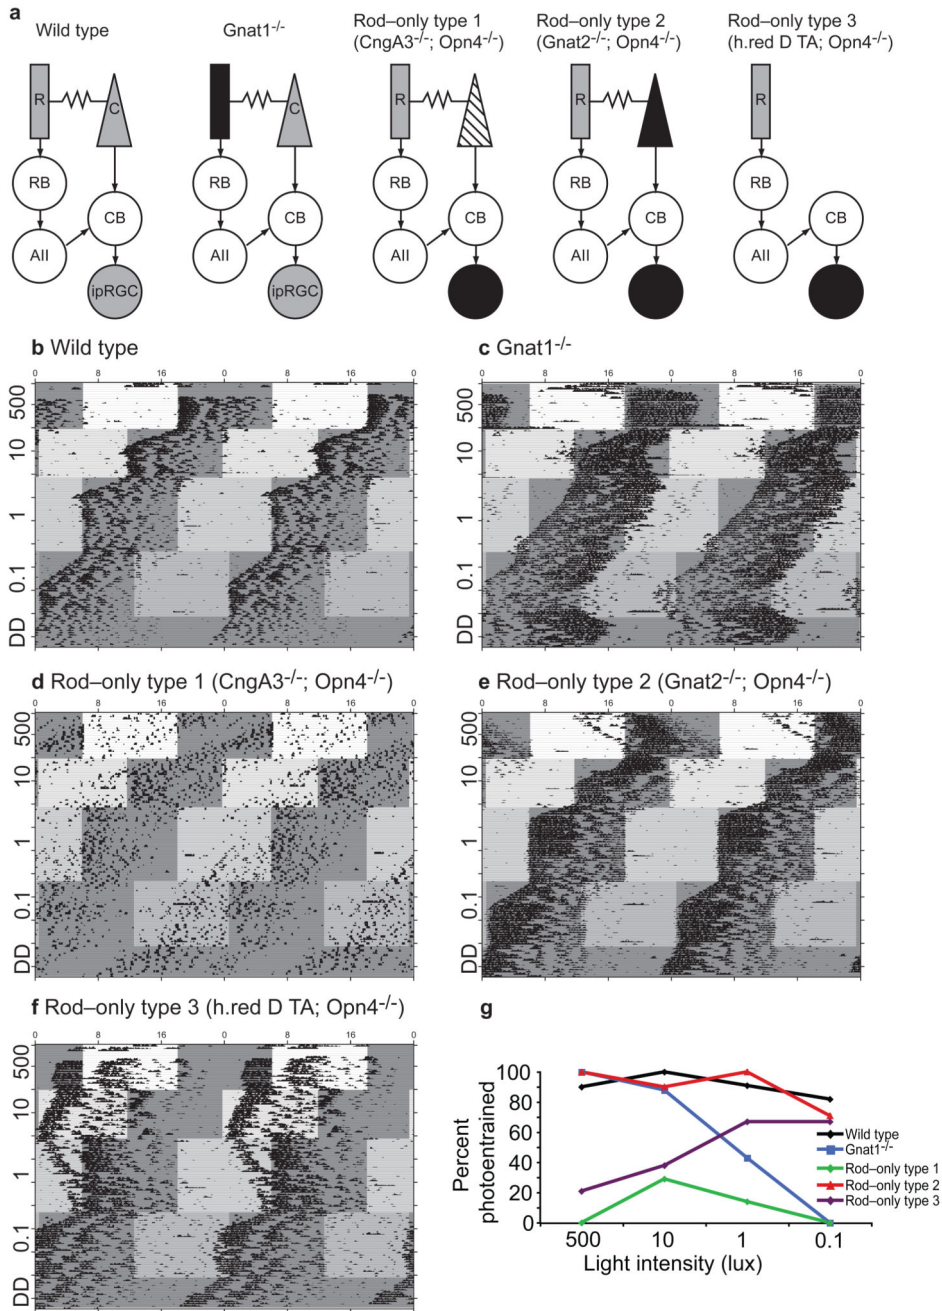 a
Wild type
Gnat1-/-
Rod–only type 1
(CngA3-/-; Opn4-/-)
Rod–only type 2
(Gnat2-/-; Opn4-/-)
Rod–only type 3
(h.red D TA; Opn4-/-)
R C R C R R
RB RB RB RB RB
CB CB CB CB CB
AII AII AII AII AII
ipRGC ipRGC
b Wild type
0 8 16 0 8 16 0
500
10
1
0.1
DD
c Gnat1-/-
0 8 16 0 8 16 0
500
10
1
0.1
DD
d Rod–only type 1 (CngA3-/-; Opn4-/-)
0 8 16 0 8 16 0
500
10
1
0.1
DD
e Rod–only type 2 (Gnat2-/-; Opn4-/-)
0 8 16 0 8 16 0
500
10
1
0.1
DD
f Rod–only type 3 (h.red D TA; Opn4-/-)
0 8 16 0 8 16 0
500
10
1
0.1
DD
g
Percent
photoentrained
100
80
60
40
20
0
500 10 1 0.1
Light intensity (lux)
Wild type
Gnat1-/-
Rod–only type 1
Rod–only type 2
Rod–only type 3